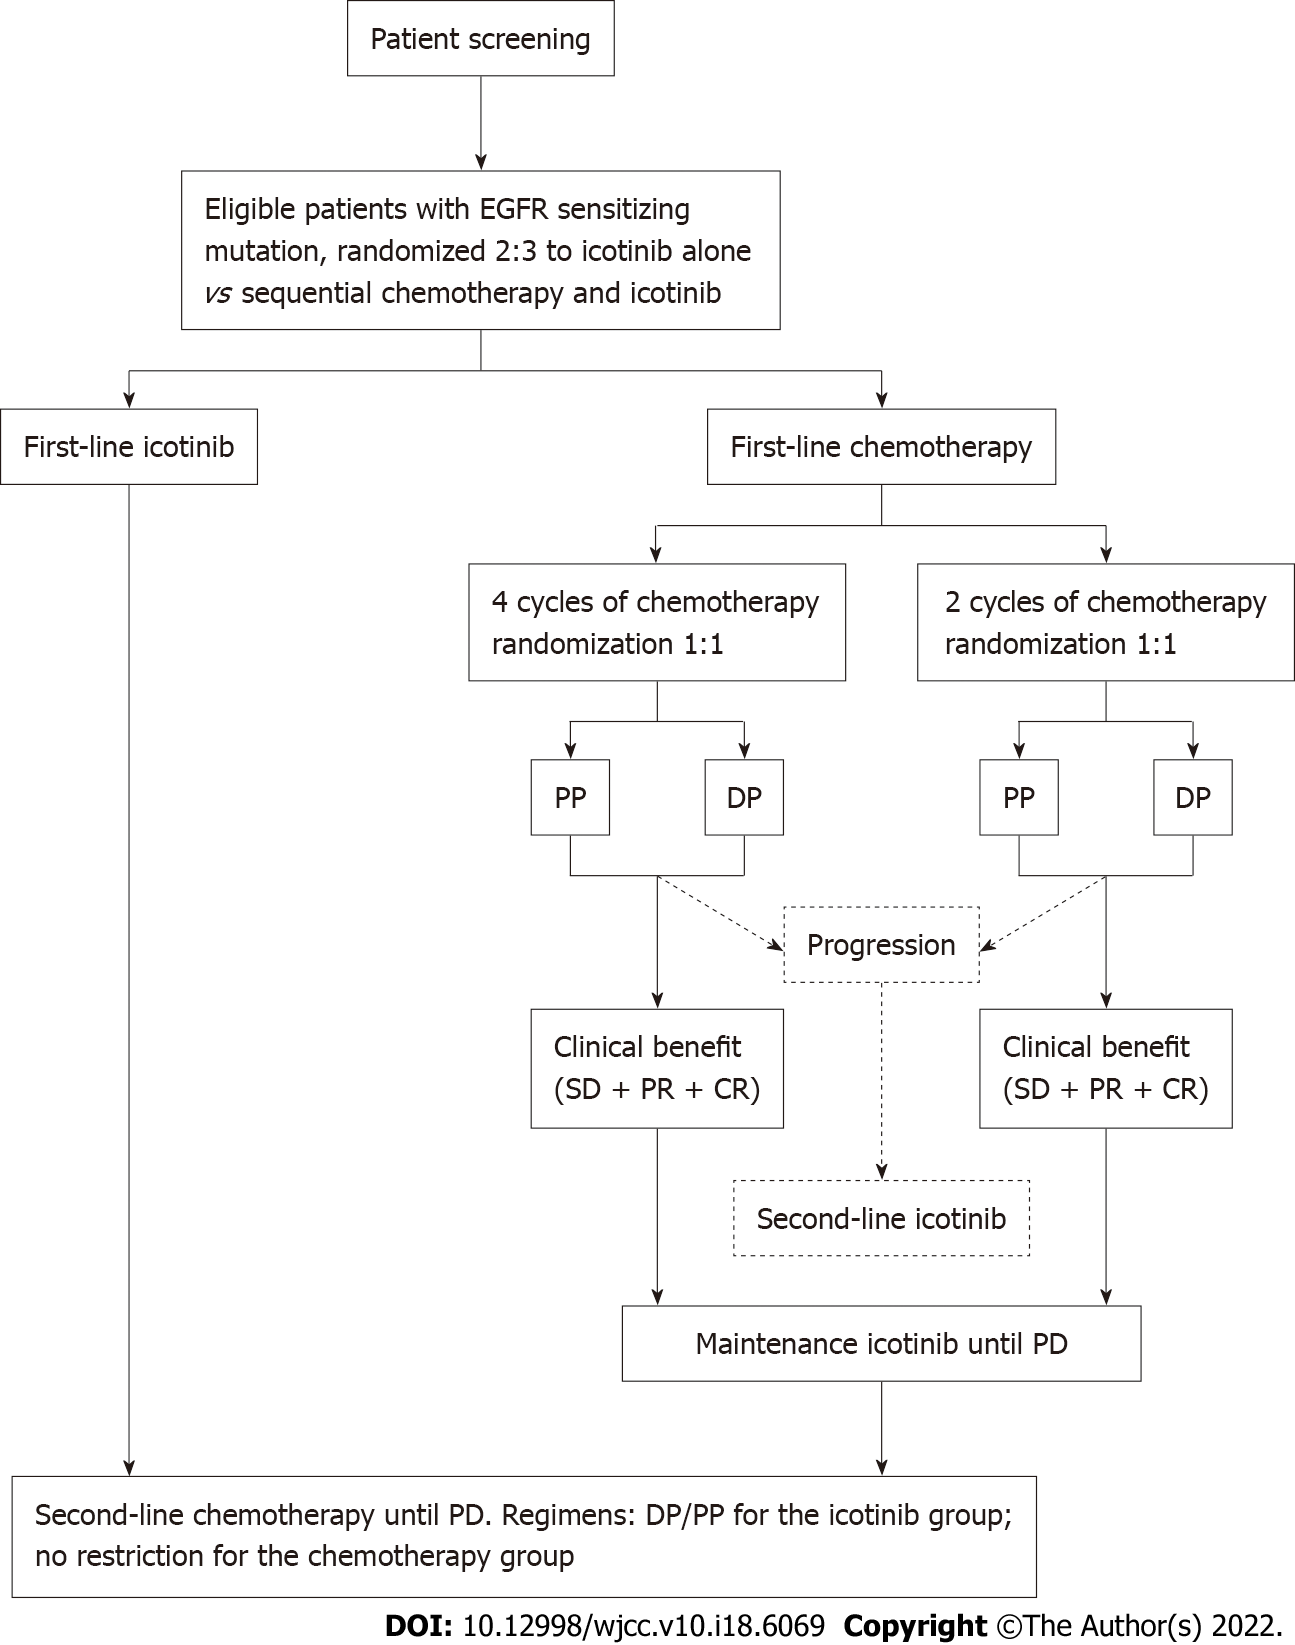 Patient screening
Eligible patients with EGFR sensitizing
mutation, randomized 2:3 to icotinib alone
vs sequential chemotherapy and icotinib
First-line icotinib
First-line chemotherapy
4 cycles of chemotherapy
randomization 1:1
2 cycles of chemotherapy
randomization 1:1
PP
DP
PP
DP
Progression
Clinical benefit
(SD + PR + CR)
Clinical benefit
(SD + PR + CR)
Second-line icotinib
Maintenance icotinib until PD
Second-line chemotherapy until PD. Regimens: DP/PP for the icotinib group;
no restriction for the chemotherapy group
DOI: 10.12998/wjcc.v10.i18.6069 Copyright ©The Author(s) 2022.